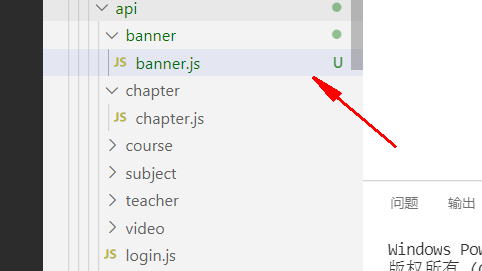 api
banner
JS banner.js U
chapter
JS chapter.js
course
subject
teacher
video
JS login.js
问题 输出
Windows Pow
版权所有 (C